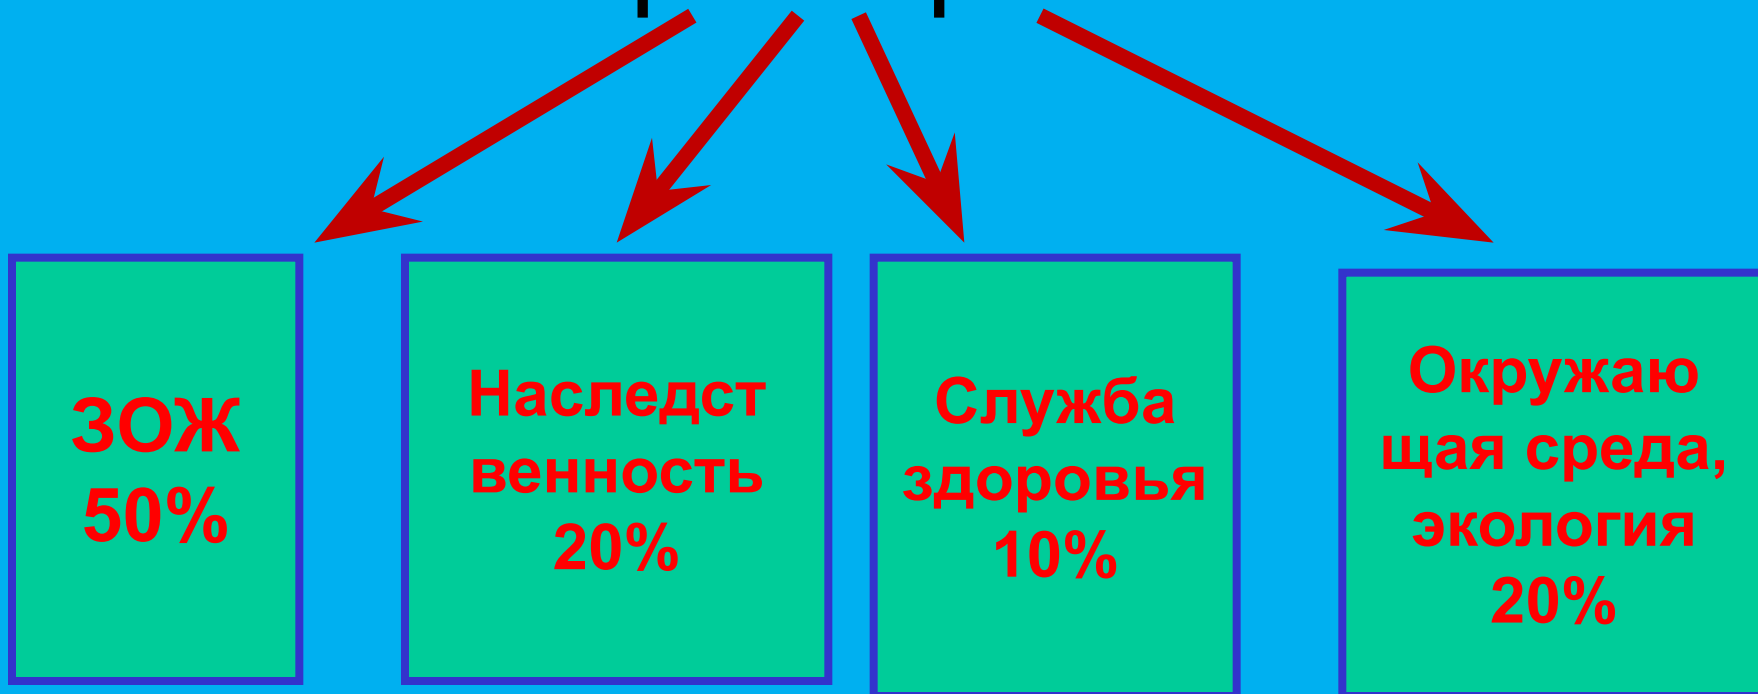 ЗОЖ
50%
Наследст
венность
20%
Служба
здоровья
10%
Окружаю
щая среда,
экология
20%